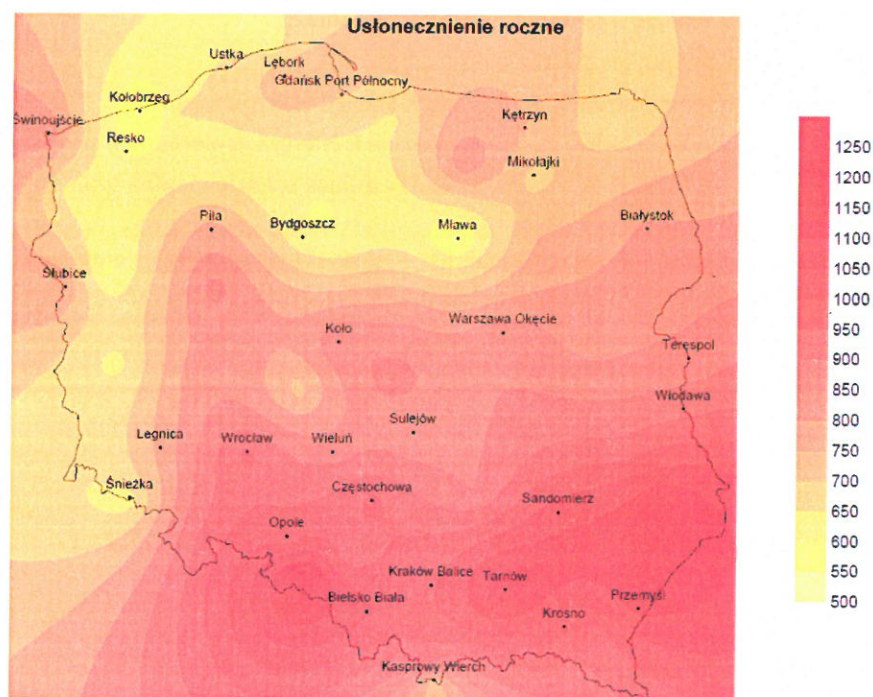 Usłonecznienie roczne
Ustka
Lębork
Gdańsk Port Północny
Kołobrzeg
Świnoujście
Kętrzyn
Resko
Mikołajki
Piła
Bydgoszcz
Mława
Białystok
Słubice
Koło
Warszawa Okęcie
Terespol
Włodawa
Sulejów
Legnica
Wrocław
Wieluń
Śnieżka
Częstochowa
Sandomierz
Opole
Kraków Balice
Tarnów
Bielsko Biała
Przemyśl
Krosno
Kasprowy Wierch
1250
1200
1150
1100
1050
1000
950
900
850
800
750
700
650
600
550
500